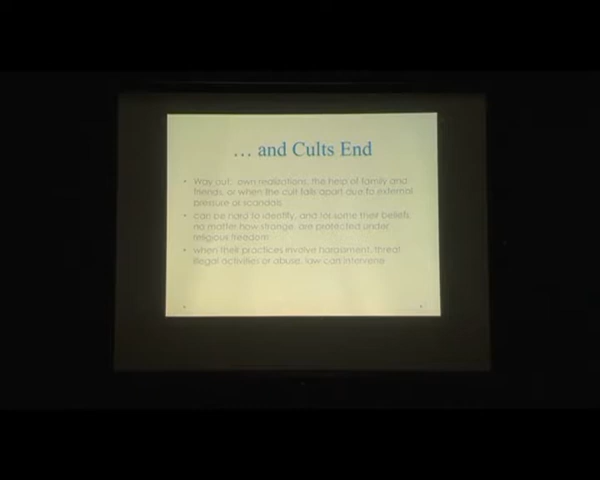 … and Cults End
• Way out: own realizations, the help of family and
friends, or when the cult falls apart due to external
pressure or scandals
• can be hard to identify, and for some their beliefs,
no matter how strange, are protected under
religious freedom
• when their practices involve harassment, threat,
illegal activities or abuse, law can intervene